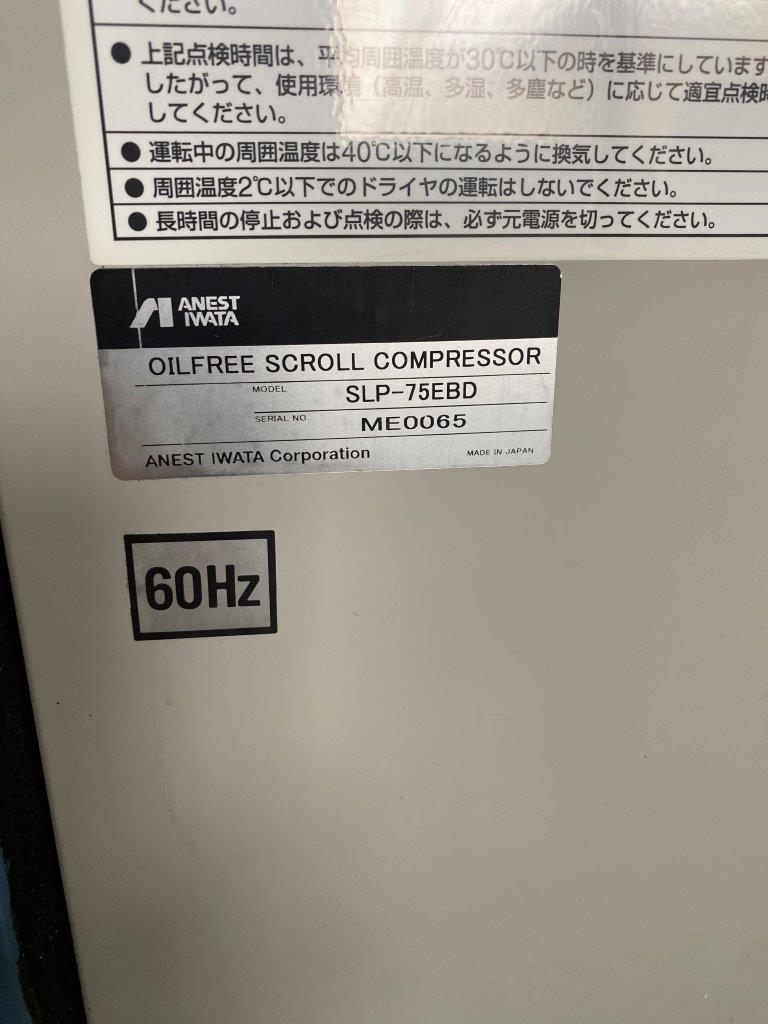 ください。
● 上記点検時間は、平均周囲温度が30℃以下の時を基準にしています
したがって、使用環境（高温、多湿、多塵など）に応じて適宜点検時
してください。
● 運転中の周囲温度は40℃以下になるように換気してください。
● 周囲温度2℃以下でのドライヤの運転はしないでください。
● 長時間の停止および点検の際は、必ず元電源を切ってください。
ANEST
IWATA
OILFREE SCROLL COMPRESSOR
MODEL SLP-75EBD
SERIAL NO ME0065
ANEST IWATA Corporation MADE IN JAPAN
60Hz